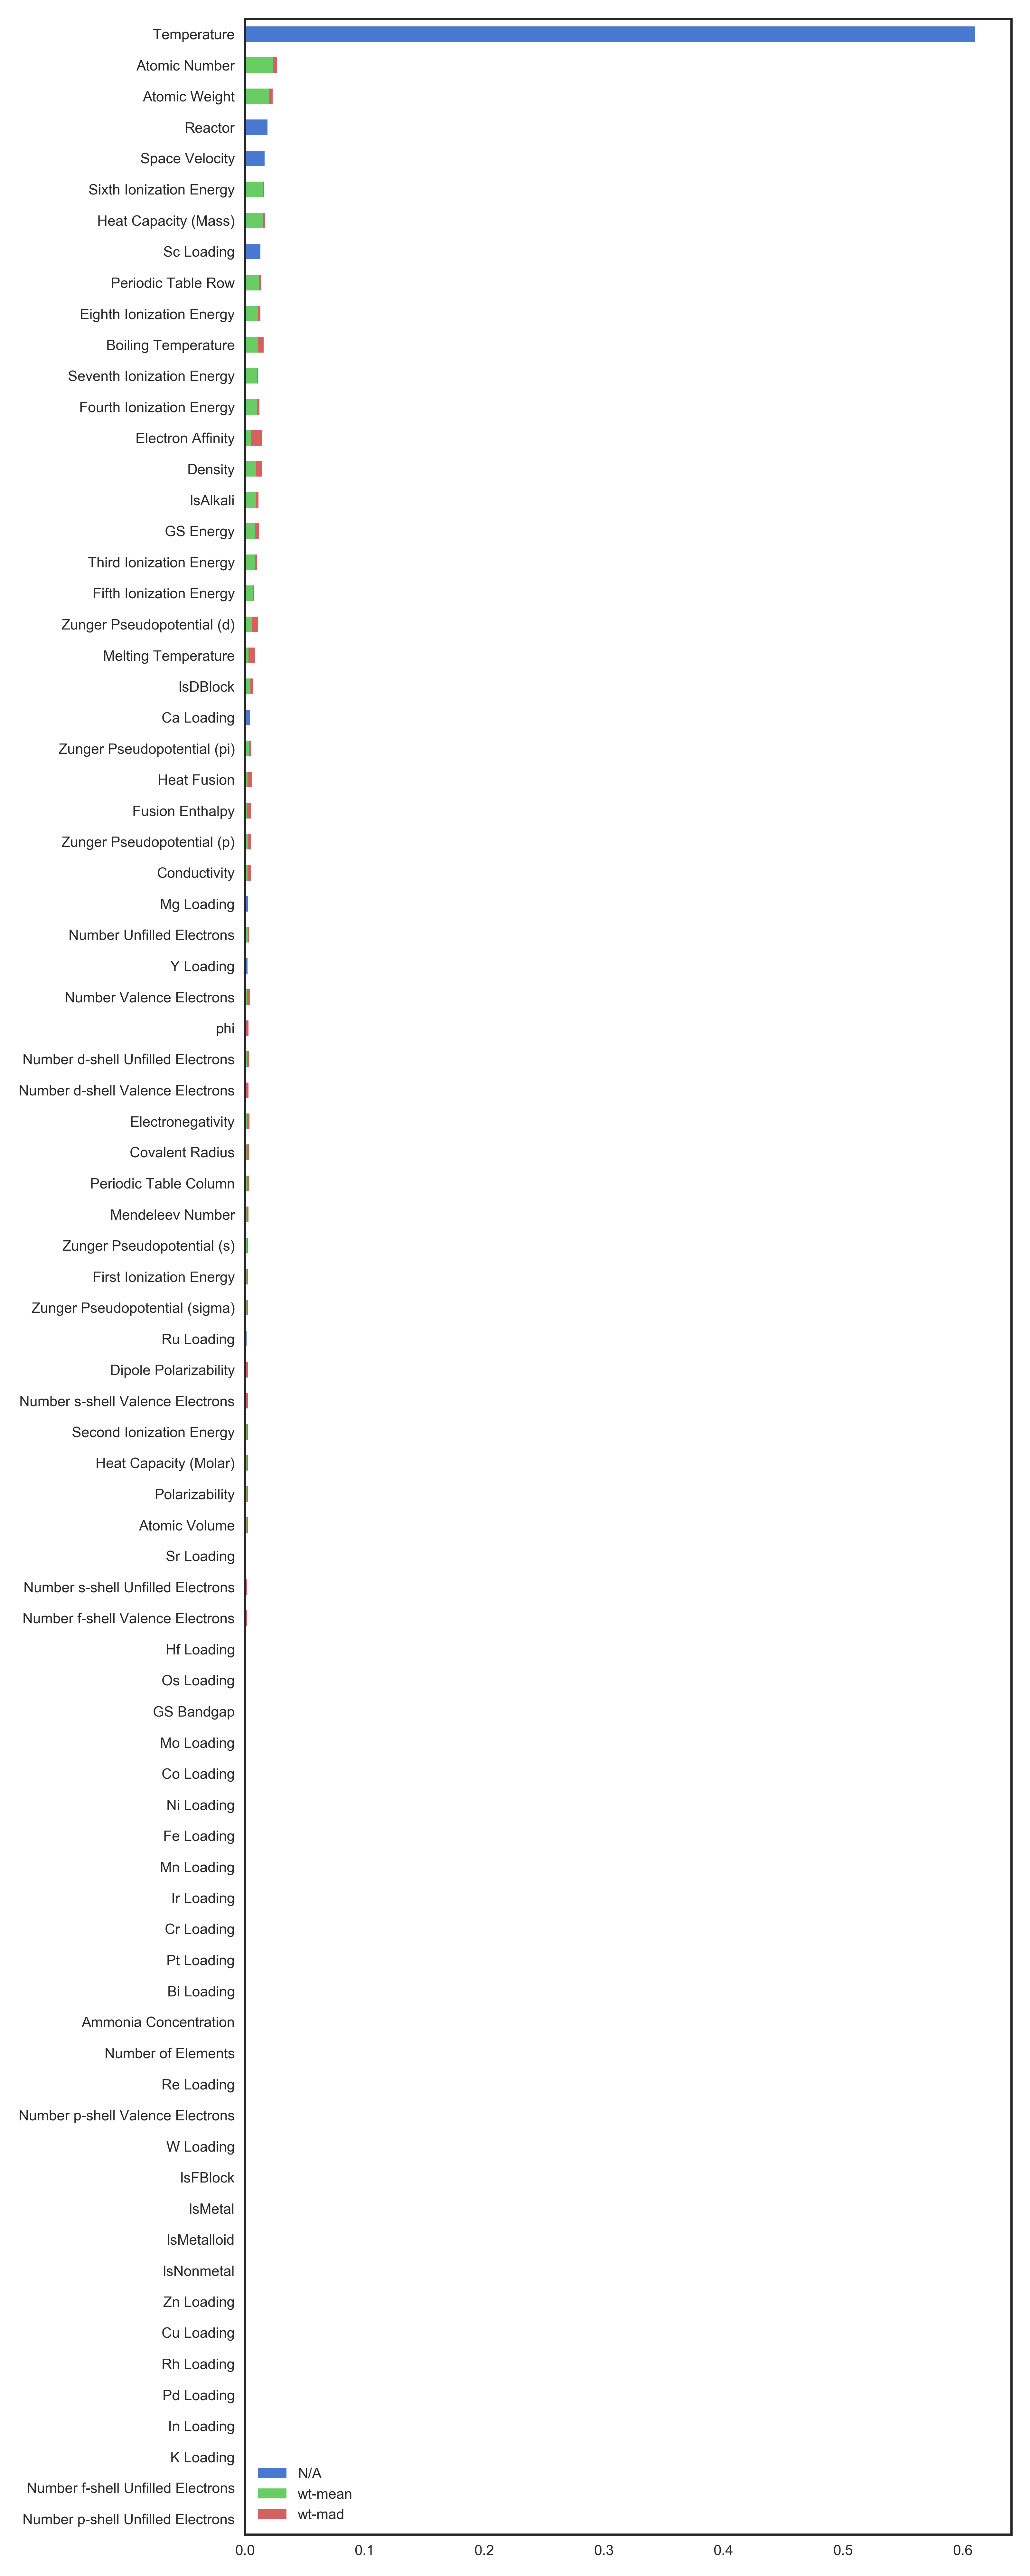 Temperature
Atomic Number
Atomic Weight
Reactor
Space Velocity
Sixth Ionization Energy
Heat Capacity (Mass)
Sc Loading
Periodic Table Row
Eighth Ionization Energy
Boiling Temperature
Seventh Ionization Energy
Fourth Ionization Energy
Electron Affinity
Density
IsAlkali
GS Energy
Third Ionization Energy
Fifth Ionization Energy
Zunger Pseudopotential (d)
Melting Temperature
IsDBlock
Ca Loading
Zunger Pseudopotential (pi)
Heat Fusion
Fusion Enthalpy
Zunger Pseudopotential (p)
Conductivity
Mg Loading
Number Unfilled Electrons
Y Loading
Number Valence Electrons
phi
Number d-shell Unfilled Electrons
Number d-shell Valence Electrons
Electronegativity
Covalent Radius
Periodic Table Column
Mendeleev Number
Zunger Pseudopotential (s)
First Ionization Energy
Zunger Pseudopotential (sigma)
Ru Loading
Dipole Polarizability
Number s-shell Valence Electrons
Second Ionization Energy
Heat Capacity (Molar)
Polarizability
Atomic Volume
Sr Loading
Number s-shell Unfilled Electrons
Number f-shell Valence Electrons
Hf Loading
Os Loading
GS Bandgap
Mo Loading
Co Loading
Ni Loading
Fe Loading
Mn Loading
Ir Loading
Cr Loading
Pt Loading
Bi Loading
Ammonia Concentration
Number of Elements
Re Loading
Number p-shell Valence Electrons
W Loading
IsFBlock
IsMetal
IsMetalloid
IsNonmetal
Zn Loading
Cu Loading
Rh Loading
Pd Loading
In Loading
K Loading
Number f-shell Unfilled Electrons
Number p-shell Unfilled Electrons
N/A
wt-mean
wt-mad
0.0 0.1 0.2 0.3 0.4 0.5 0.6